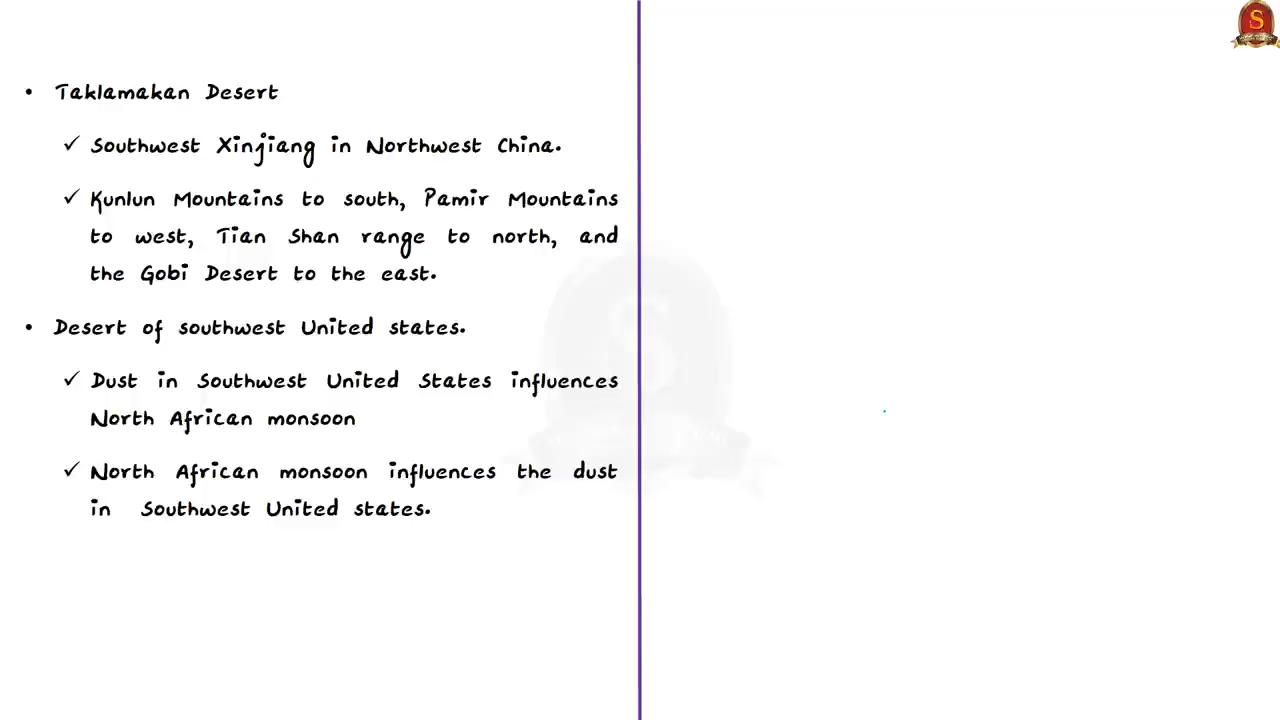 • Taklamakan Desert
✓ Southwest Xinjiang in Northwest China.
✓ Kunlun Mountains to south, Pamir Mountains
to west, Tian Shan range to north, and
the Gobi Desert to the east.
• Desert of southwest United states.
✓ Dust in Southwest United States influences
North African monsoon
✓ North African monsoon influences the dust
in Southwest United states.
S